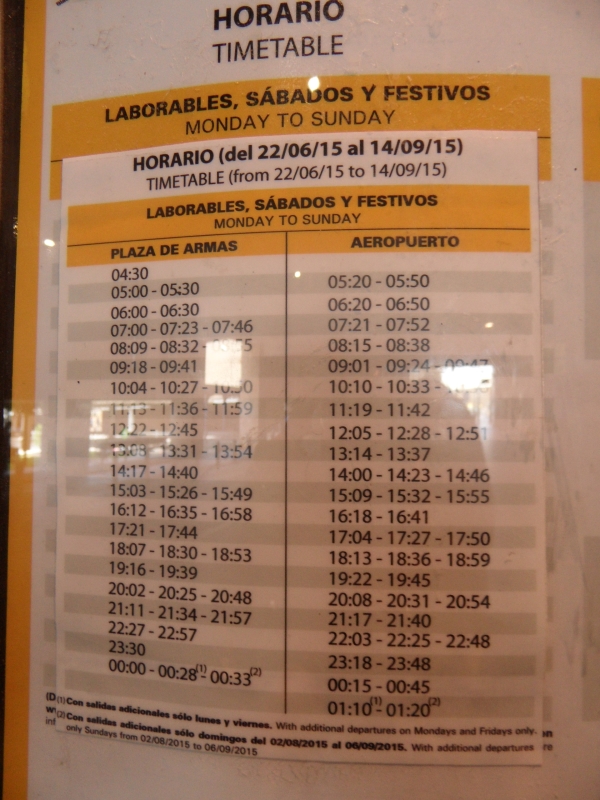 HORARIO
TIMETABLE
LABORABLES, SÁBADOS Y FESTIVOS
MONDAY TO SUNDAY
HORARIO (del 22/06/15 al 14/09/15)
TIMETABLE (from 22/06/15 to 14/09/15)
LABORABLES, SÁBADOS Y FESTIVOS
MONDAY TO SUNDAY
PLAZA DE ARMAS
04:30
05:00 - 05:30
06:00 - 06:30
07:00 - 07:23 - 07:46
08:09 - 08:32 - 08:55
09:18 - 09:41
10:04 - 10:27 - 10:50
11:13 - 11:36 - 11:59
12:22 - 12:45
13:08 - 13:31 - 13:54
14:17 - 14:40
15:03 - 15:26 - 15:49
16:12 - 16:35 - 16:58
17:21 - 17:44
18:07 - 18:30 - 18:53
19:16 - 19:39
20:02 - 20:25 - 20:48
21:11 - 21:34 - 21:57
22:27 - 22:57
23:30
00:00 - 00:28(1) - 00:33(2)
AEROPUERTO
05:20 - 05:50
06:20 - 06:50
07:21 - 07:52
08:15 - 08:38
09:01 - 09:24 - 09:47
10:10 - 10:33 -
11:19 - 11:42
12:05 - 12:28 - 12:51
13:14 - 13:37
14:00 - 14:23 - 14:46
15:09 - 15:32 - 15:55
16:18 - 16:41
17:04 - 17:27 - 17:50
18:13 - 18:36 - 18:59
19:22 - 19:45
20:08 - 20:31 - 20:54
21:17 - 21:40
22:03 - 22:25 - 22:48
23:18 - 23:48
00:15 - 00:45
01:10(1) - 01:20(2)
(1) Con salidas adicionales sólo lunes y viernes. With additional departures on Mondays and Fridays only.
(2) Con salidas adicionales sólo domingos del 02/08/2015 al 06/09/2015. With additional departures
only Sundays from 02/08/2015 to 06/09/2015